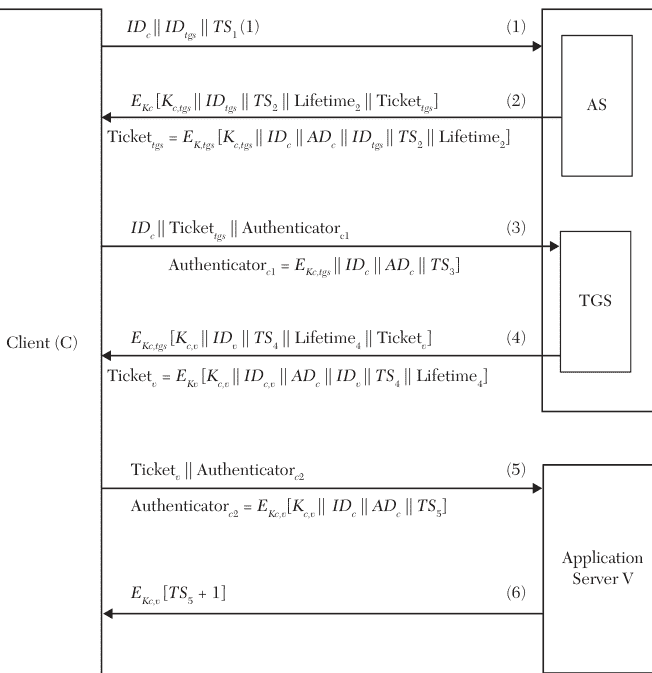 ID_c || ID_tgs || TS_1 (1) (1)
E_Kc [K_c,tgs || ID_tgs || TS_2 || Lifetime_2 || Ticket_tgs] (2)
AS
Ticket_tgs = E_K,tgs [K_c,tgs || ID_c || AD_c || ID_tgs || TS_2 || Lifetime_2]
ID_c || Ticket_tgs || Authenticator_c1 (3)
Authenticator_c1 = E_Kc,tgs || ID_c || AD_c || TS_3]
TGS
Client (C)
E_Kc,tgs [K_c,v || ID_v || TS_4 || Lifetime_4 || Ticket_v] (4)
Ticket_v = E_Kv [K_c,v || ID_c,v || AD_c || ID_v || TS_4 || Lifetime_4]
Ticket_v || Authenticator_c2 (5)
Authenticator_c2 = E_Kc,v [K_c,v || ID_c || AD_c || TS_5]
Application
Server V
E_Kc,v [TS_5 + 1] (6)